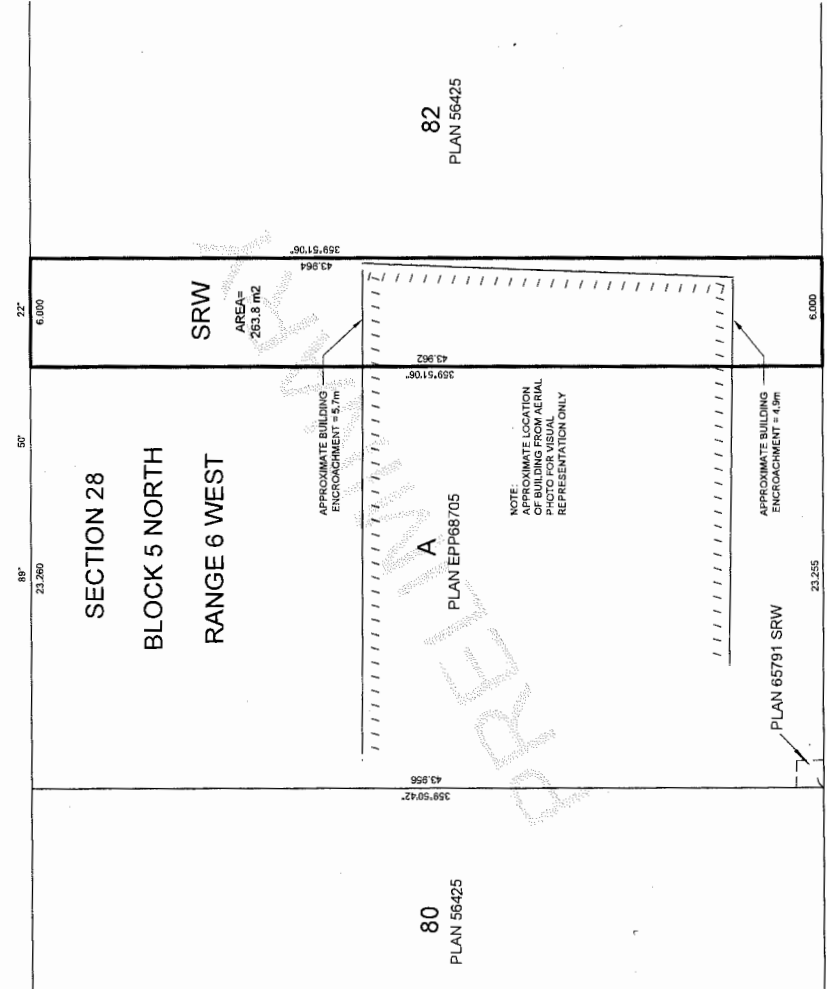 82
PLAN 56425
359°51'06"
43.964
22"
6.000
SRW
AREA=
263.8 m2
6.000
43.962
359°51'06"
APPROXIMATE BUILDING
ENCROACHMENT = 5.7m
APPROXIMATE BUILDING
ENCROACHMENT = 4.9m
50'
SECTION 28
BLOCK 5 NORTH
RANGE 6 WEST
NOTE:
APPROXIMATE LOCATION
OF BUILDING FROM AERIAL
PHOTO FOR VISUAL
REPRESENTATION ONLY
A
PLAN EPP68705
89°
23.260
23.255
PLAN 65791 SRW
43.956
359°50'42"
80
PLAN 56425
PRELIMINARY